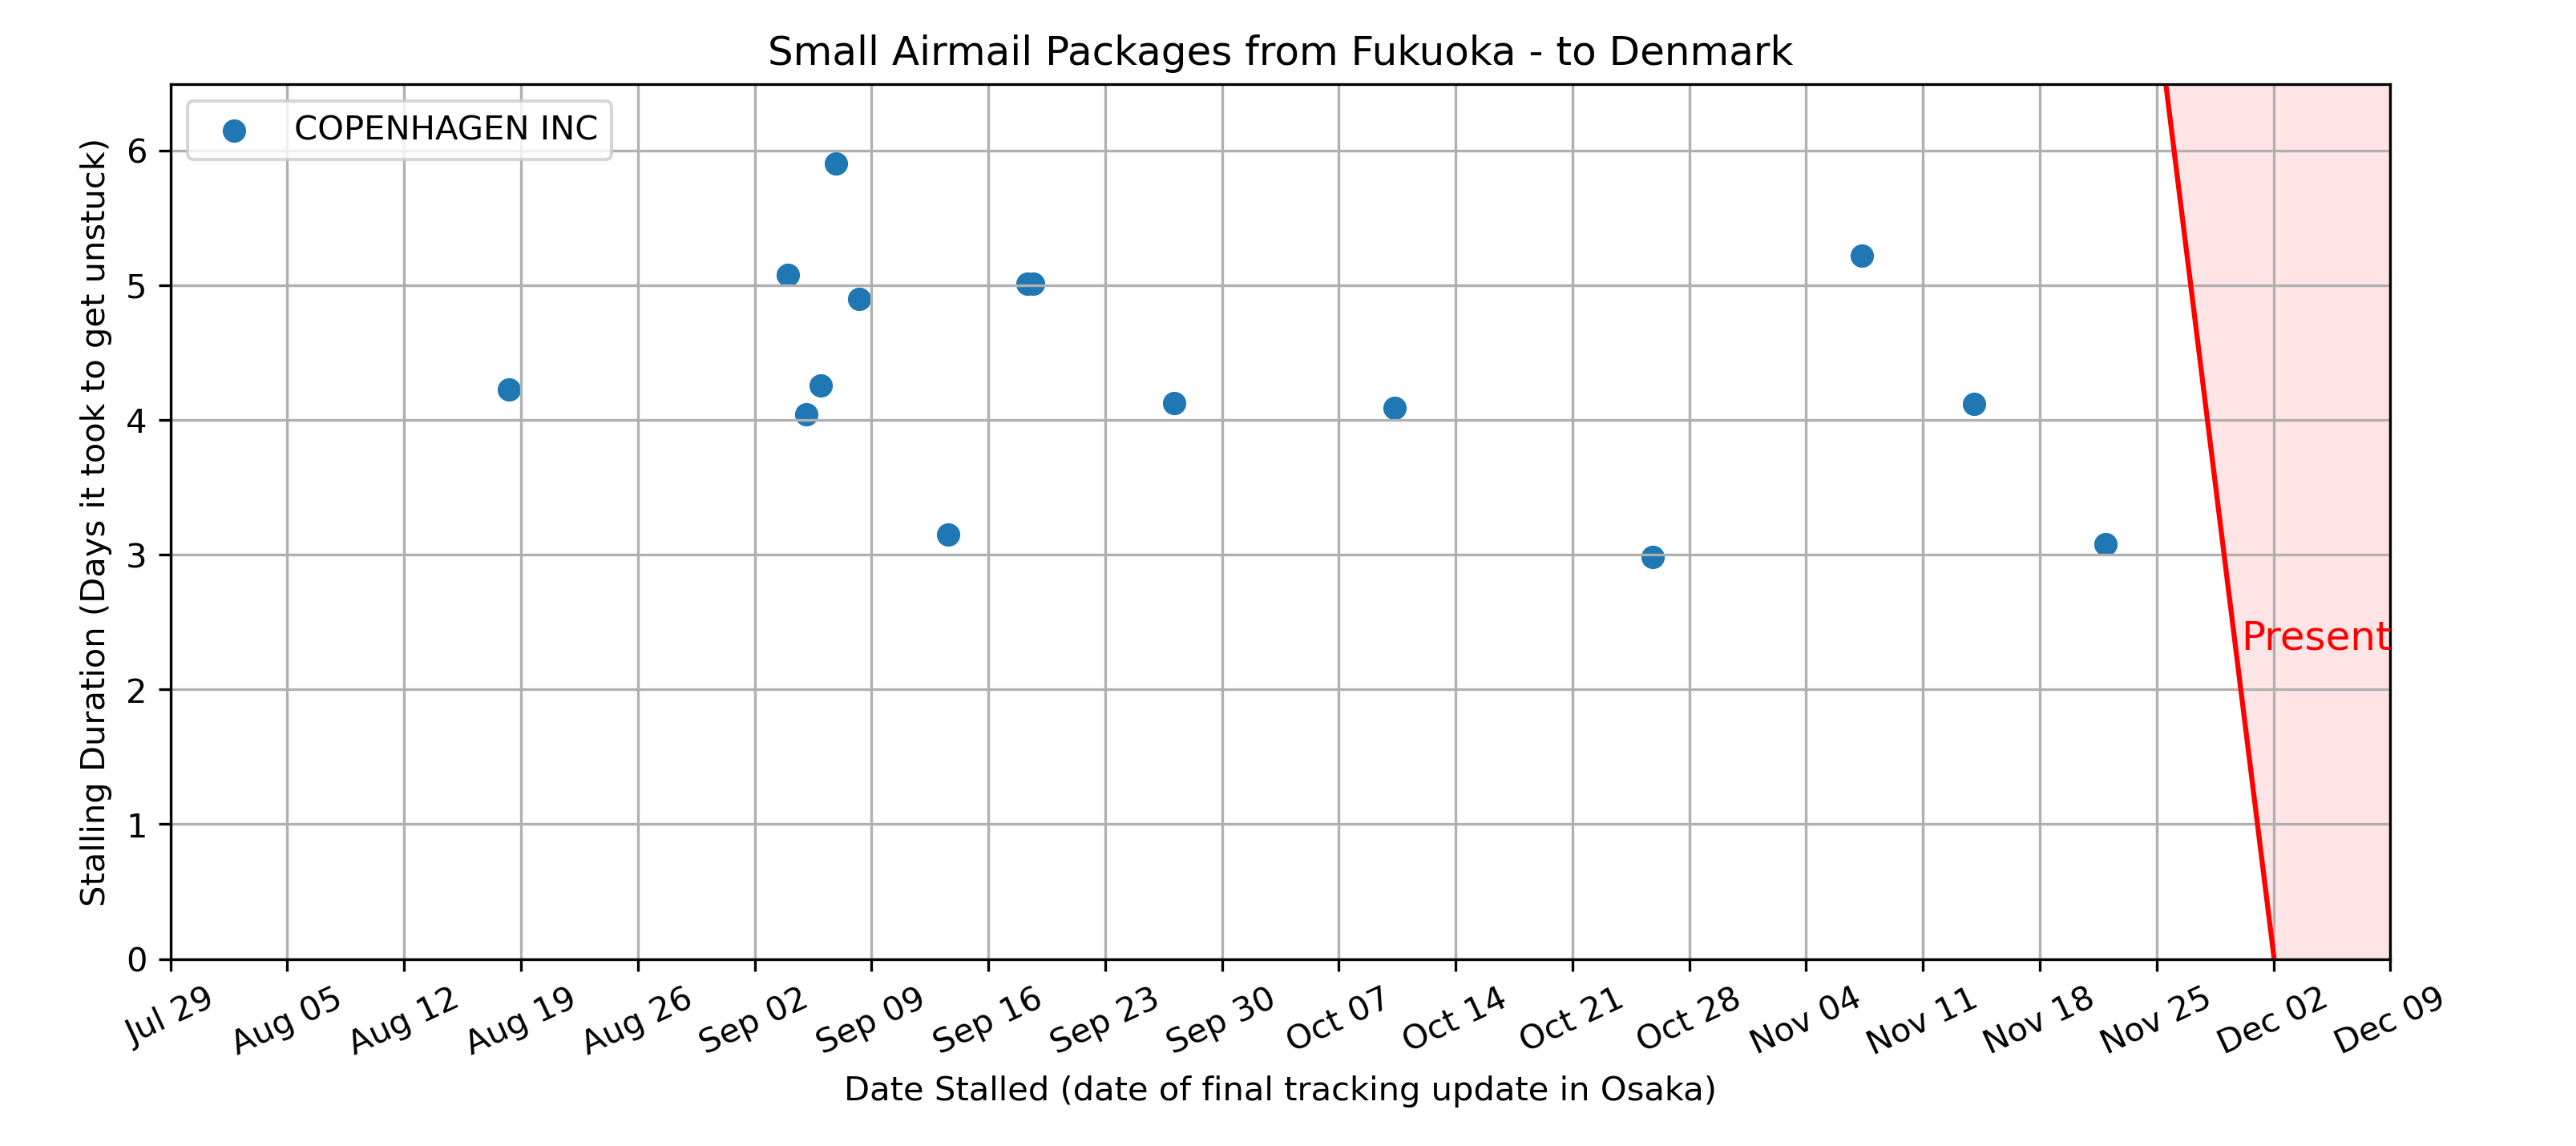 Small Airmail Packages from Fukuoka - to Denmark
COPENHAGEN INC
Stalling Duration (Days it took to get unstuck)
6
5
4
3
2
1
0
Present
Jul 29
Aug 05
Aug 12
Aug 19
Aug 26
Sep 02
Sep 09
Sep 16
Sep 23
Sep 30
Oct 07
Oct 14
Oct 21
Oct 28
Nov 04
Nov 11
Nov 18
Nov 25
Dec 02
Dec 09
Date Stalled (date of final tracking update in Osaka)